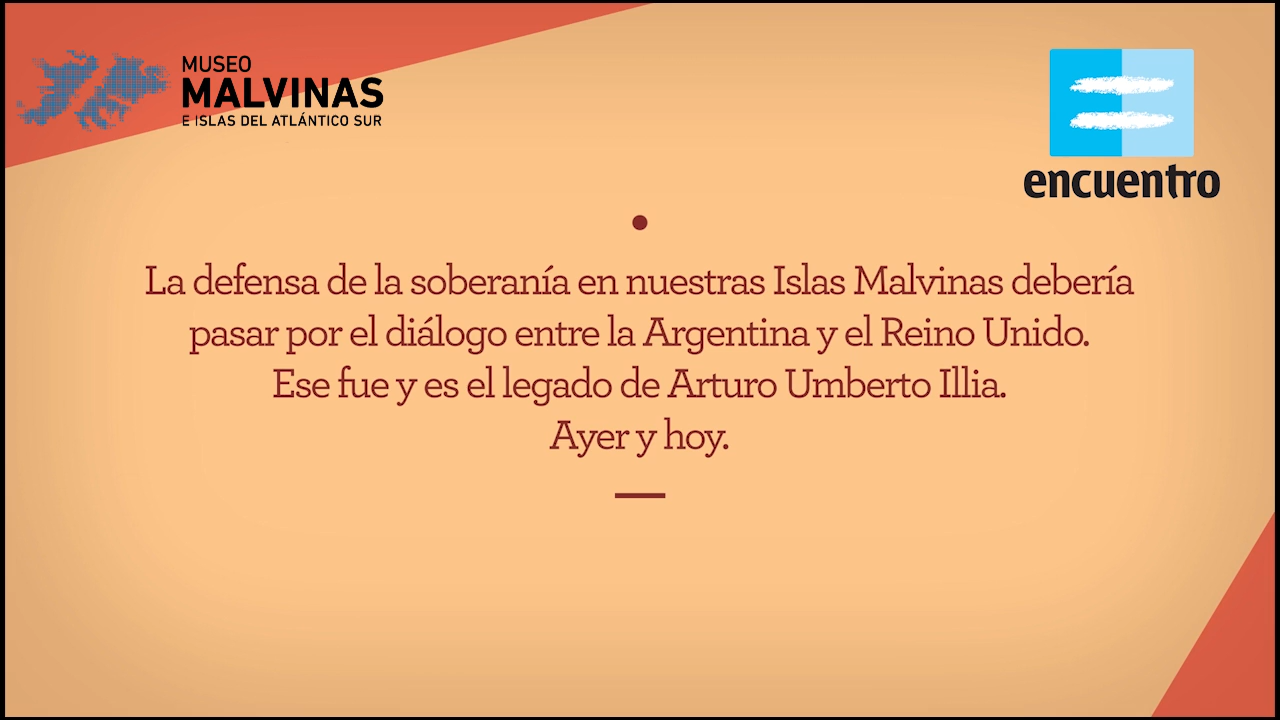 MUSEO
MALVINAS
E ISLAS DEL ATLÁNTICO SUR
encuentro
La defensa de la soberanía en nuestras Islas Malvinas debería
pasar por el diálogo entre la Argentina y el Reino Unido.
Ese fue y es el legado de Arturo Umberto Illia.
Ayer y hoy.